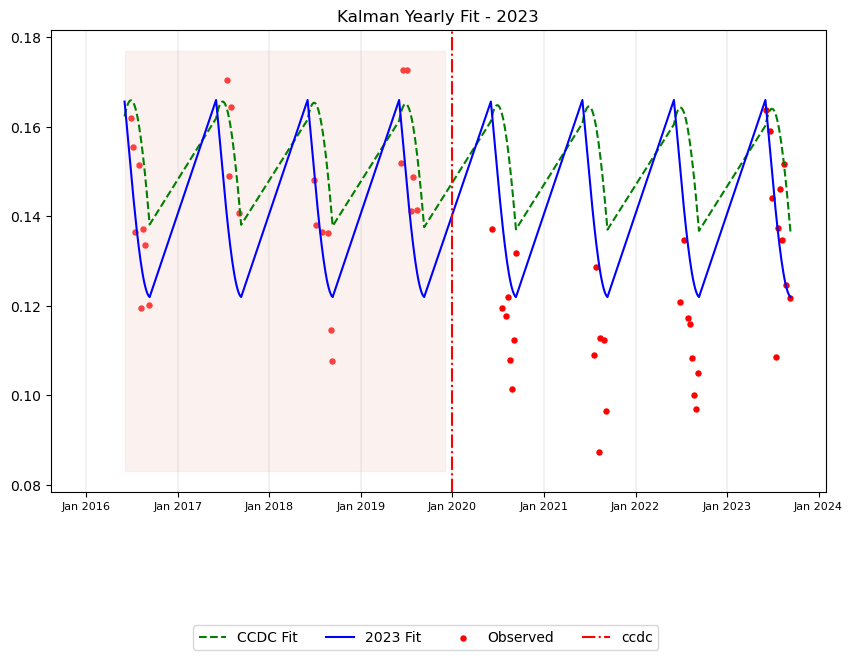 Kalman Yearly Fit - 2023
0.18
0.16
0.14
0.12
0.10
0.08
Jan 2016 Jan 2017 Jan 2018 Jan 2019 Jan 2020 Jan 2021 Jan 2022 Jan 2023 Jan 2024
CCDC Fit 2023 Fit Observed ccdc